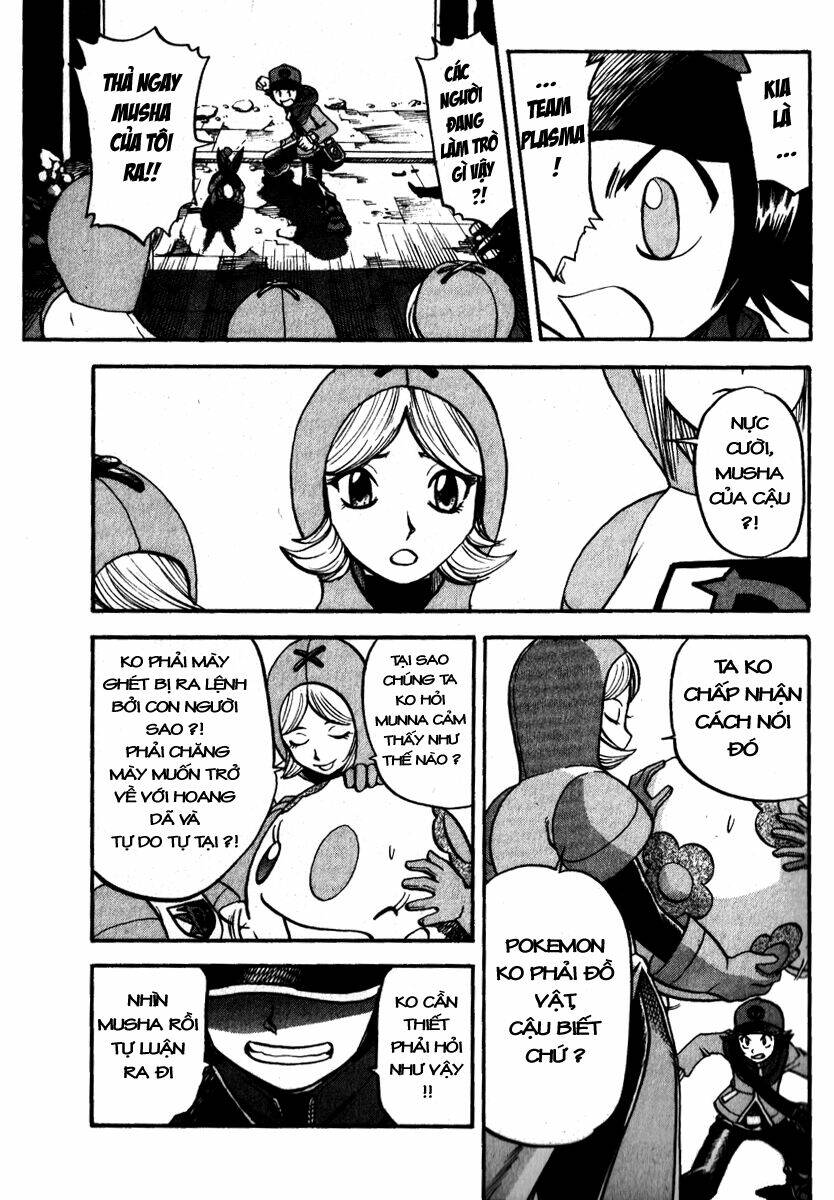 KIA
LÀ
...
...
TEAM
PLASMA
!
CÁC
NGƯỜI
ĐANG
LÀM TRÒ
GÌ VẬY
?!
THẢ NGAY
MUSHA
CỦA TÔI
RA!!
NỰC
CƯỜI,
MUSHA
CỦA CẬU
?!
TA KO
CHẤP NHẬN
CÁCH NÓI
ĐÓ
POKEMON
KO PHẢI ĐỒ
VẬT,
CẬU BIẾT
CHỨ ?
TẠI SAO
CHÚNG TA
KO HỎI
MUNNA CẢM
THẤY NHƯ
THẾ NÀO ?
KO PHẢI MÀY
GHÉT BỊ RA LỆNH
BỞI CON NGƯỜI
SAO ?!
PHẢI CHĂNG
MÀY MUỐN TRỞ
VỀ VỚI HOANG
DÃ VÀ
TỰ DO TỰ TẠI ?!
KO CẦN
THIẾT
PHẢI HỎI
NHƯ VẬY
!!
NHÌN
MUSHA RỒI
TỰ LUẬN
RA ĐI